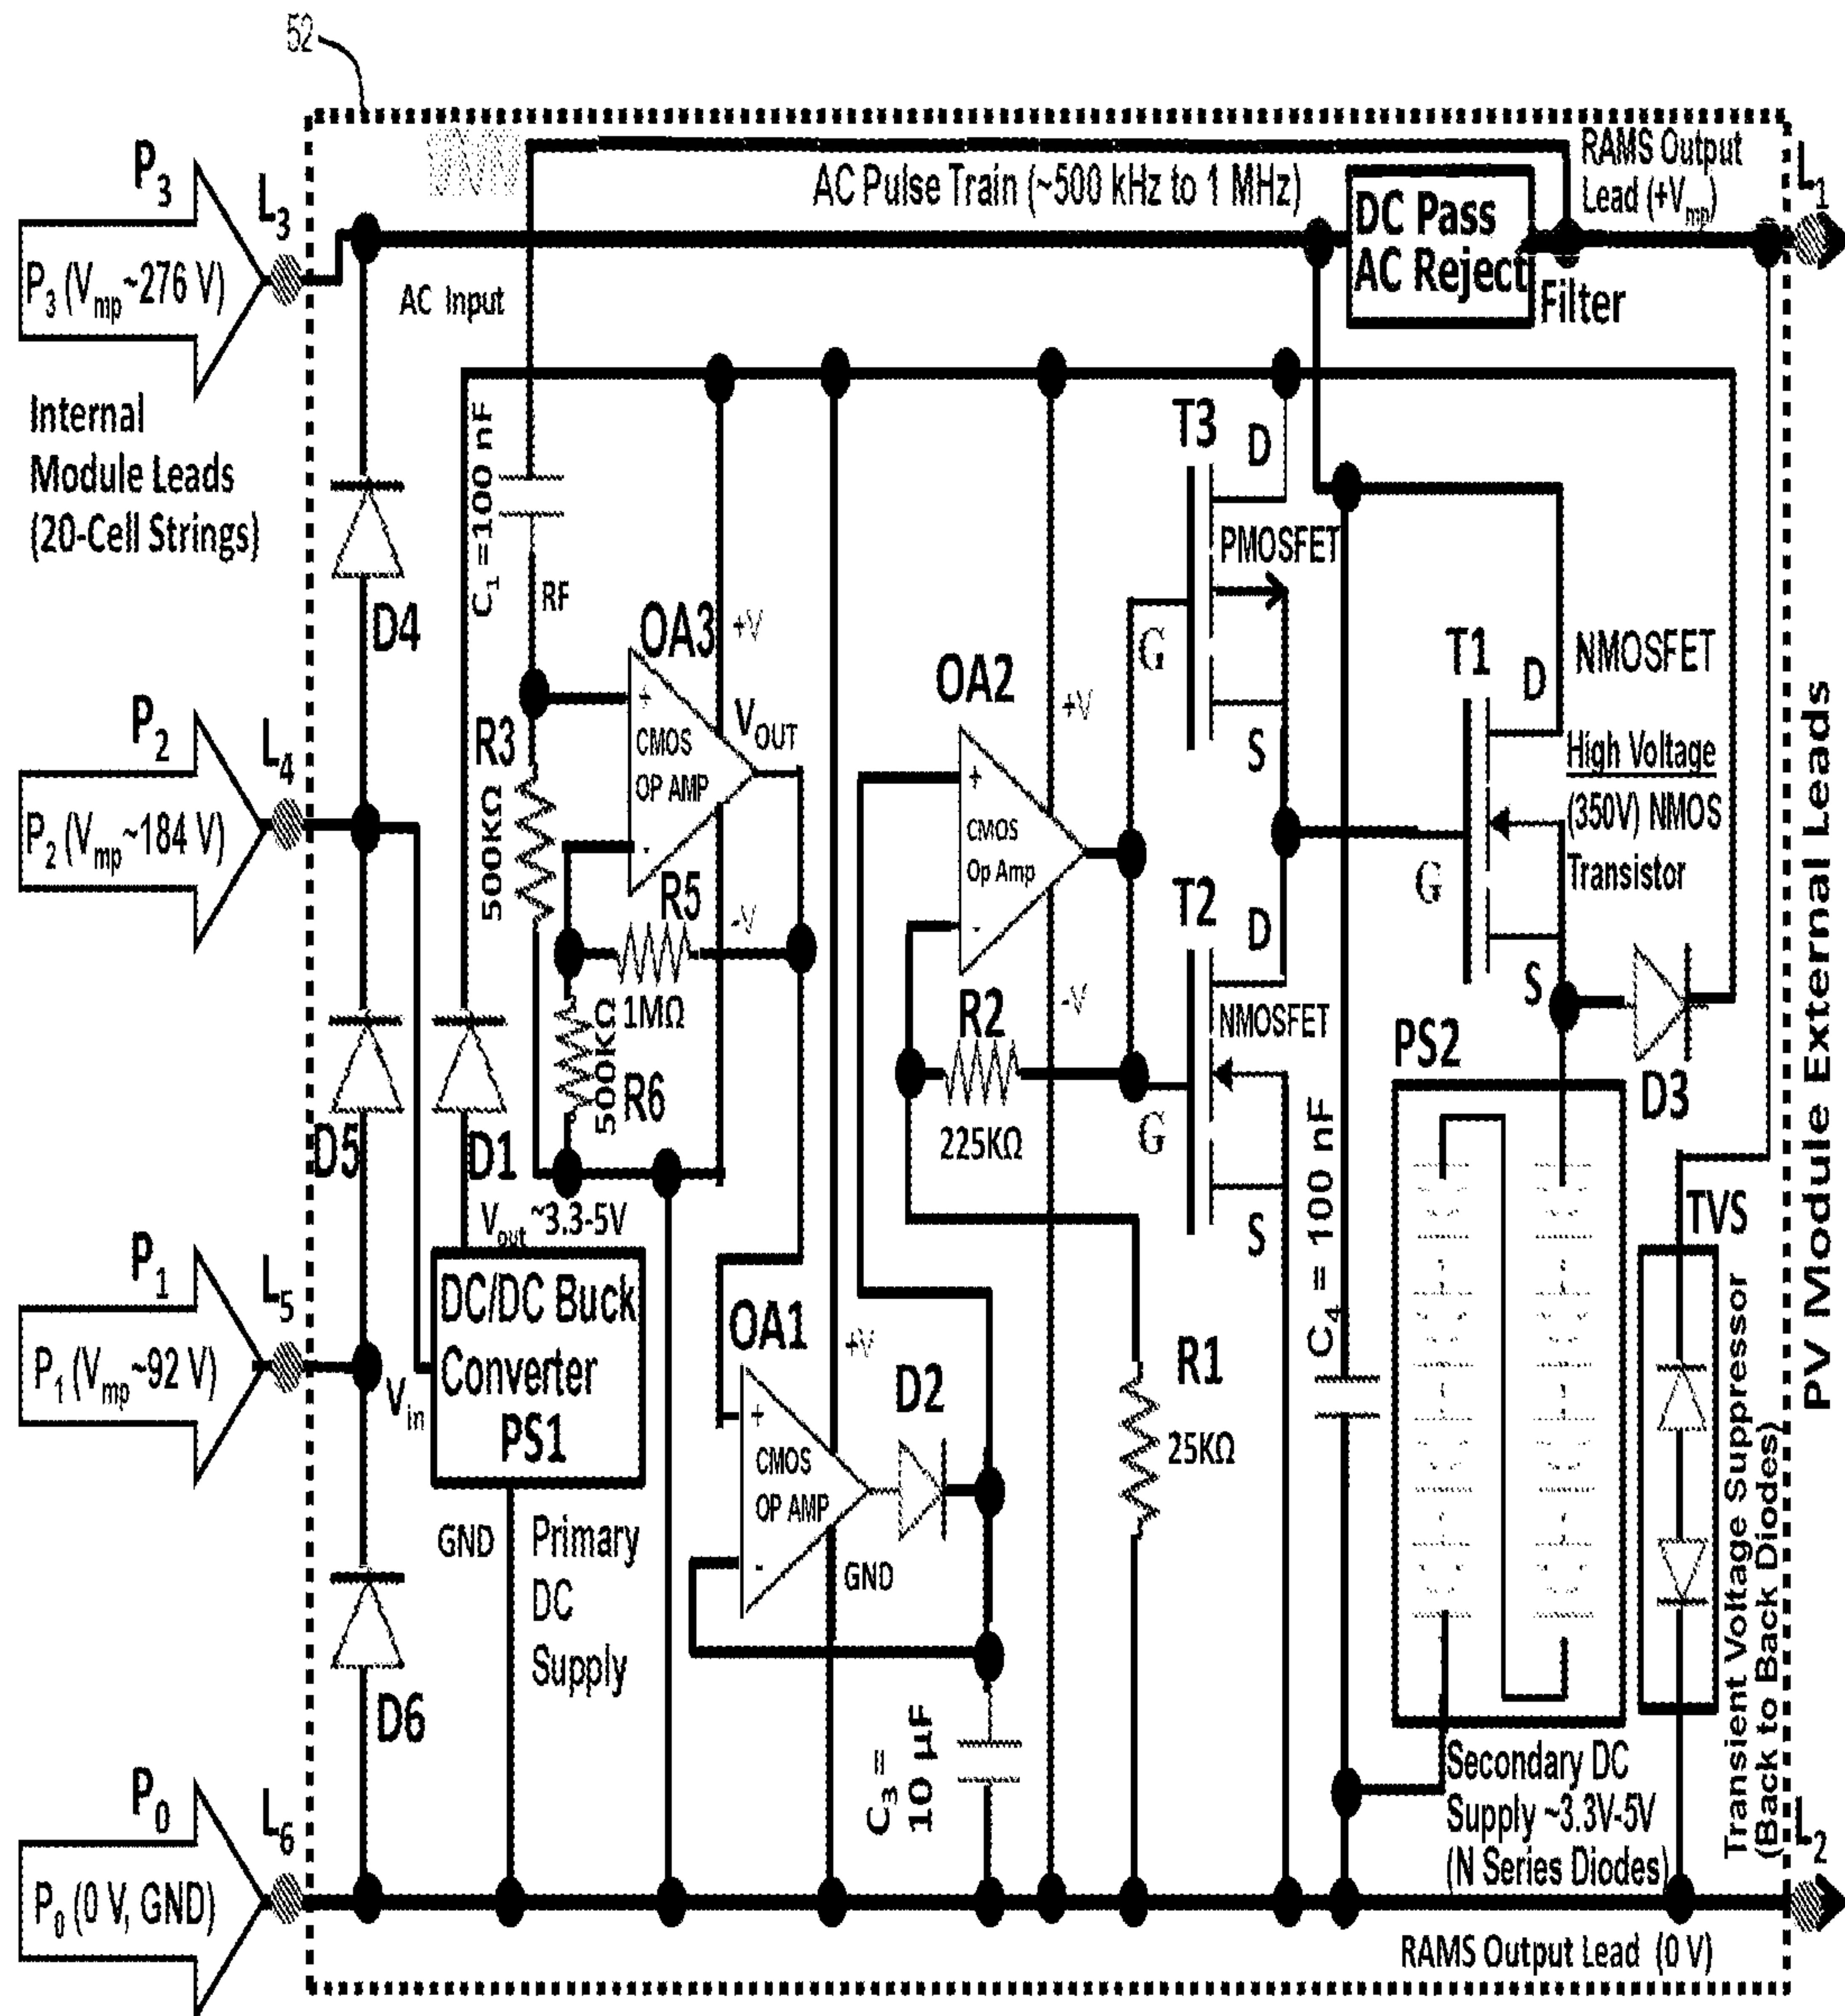 52
P3
L3
P3 (Vmp~276 V)
Internal
Module Leads
(20-Cell Strings)
P2
L4
P2 (Vmp~184 V)
P1
L5
P1 (Vmp~92 V)
P0
L6
P0 (0 V, GND)
AC Pulse Train (~500 kHz to 1 MHz)
AC Input
DC Pass
AC Reject
Filter
RAMS Output
Lead (+Vmp)
L1
D4
D5
D6
D1
C1 =100 nF
RF
OA3
+V
+
CMOS
OP AMP
-
VOUT
-V
R3
500KΩ
R5
1MΩ
500KΩ
R6
Vout ~3.3-5V
DC/DC Buck
Converter
PS1
Vin
GND
Primary
DC
Supply
OA1
+V
+
CMOS
OP AMP
-
GND
D2
C3 =
10 µF
OA2
+V
+
CMOS
Op Amp
-
-V
R2
225KΩ
R1
25KΩ
T3
D
PMOSFET
G
S
T2
D
NMOSFET
G
S
T1
D
NMOSFET
High Voltage
(350V) NMOS
Transistor
G
S
D3
C4 = 100 nF
PS2
Secondary DC
Supply ~3.3V-5V
(N Series Diodes)
TVS
Transient Voltage Suppressor
(Back to Back Diodes)
L2
RAMS Output Lead (0 V)
PV Module External Leads